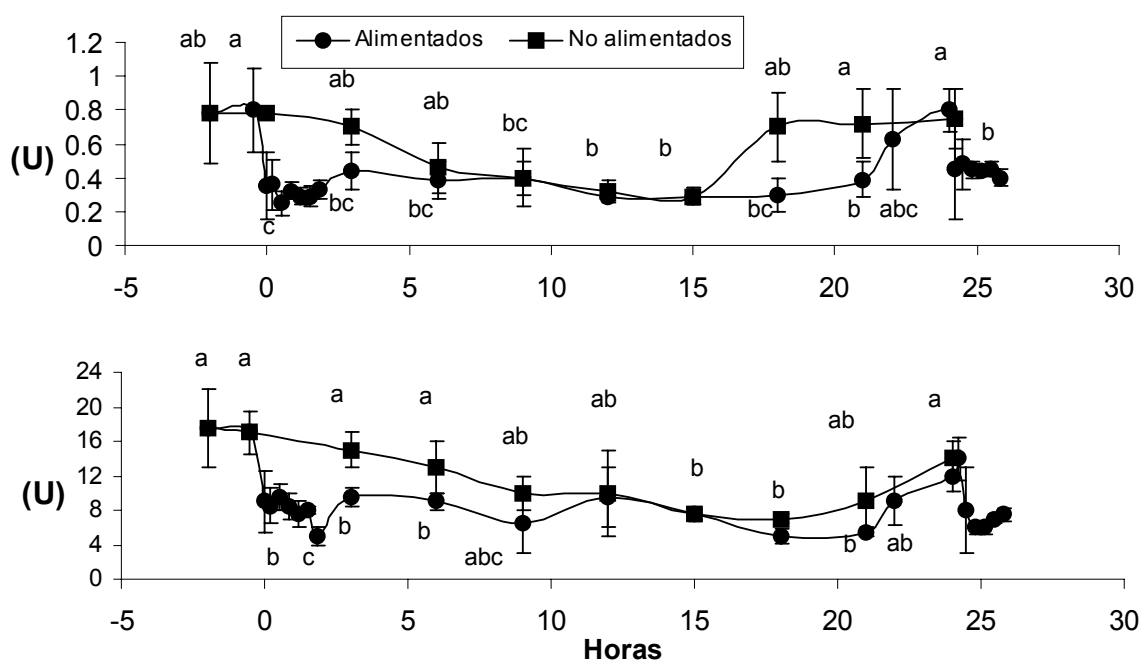 Alimentados No alimentados
ab a ab ab bc b b ab a a b
1.2
1
0.8
0.6
0.4
0.2
0
(U)
c bc bc bc b abc
-5 0 5 10 15 20 25 30
Horas
a a a a ab ab b b ab a
24
20
16
12
8
4
0
(U)
b c b b abc b ab
-5 0 5 10 15 20 25 30
Horas